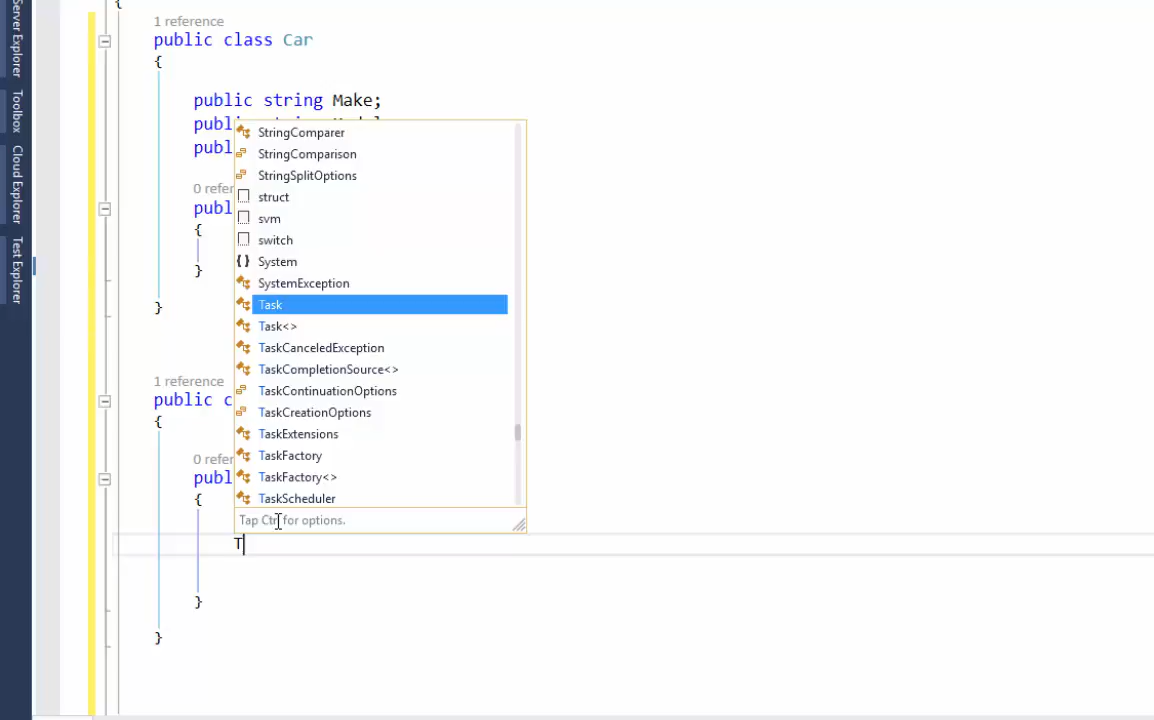 Server Explorer
Toolbox
Cloud Explorer
Test Explorer
{
1 reference
public class Car
{
public string Make;
publ
publ
0 refer
publ
{
}
}
1 reference
public c
{
0 refer
publ
{
T
}
}
StringComparer
StringComparison
StringSplitOptions
struct
svm
switch
System
SystemException
Task
Task<>
TaskCanceledException
TaskCompletionSource<>
TaskContinuationOptions
TaskCreationOptions
TaskExtensions
TaskFactory
TaskFactory<>
TaskScheduler
Tap Ctrl for options.